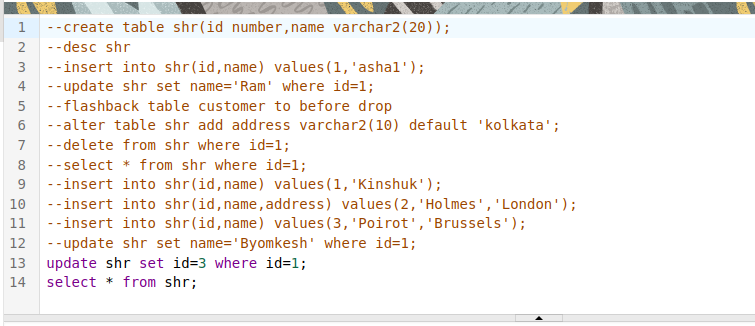 1 --create table shr(id number,name varchar2(20));
2 --desc shr
3 --insert into shr(id,name) values(1,'asha1');
4 --update shr set name='Ram' where id=1;
5 --flashback table customer to before drop
6 --alter table shr add address varchar2(10) default 'kolkata';
7 --delete from shr where id=1;
8 --select * from shr where id=1;
9 --insert into shr(id,name) values(1,'Kinshuk');
10 --insert into shr(id,name,address) values(2,'Holmes','London');
11 --insert into shr(id,name) values(3,'Poirot','Brussels');
12 --update shr set name='Byomkesh' where id=1;
13 update shr set id=3 where id=1;
14 select * from shr;